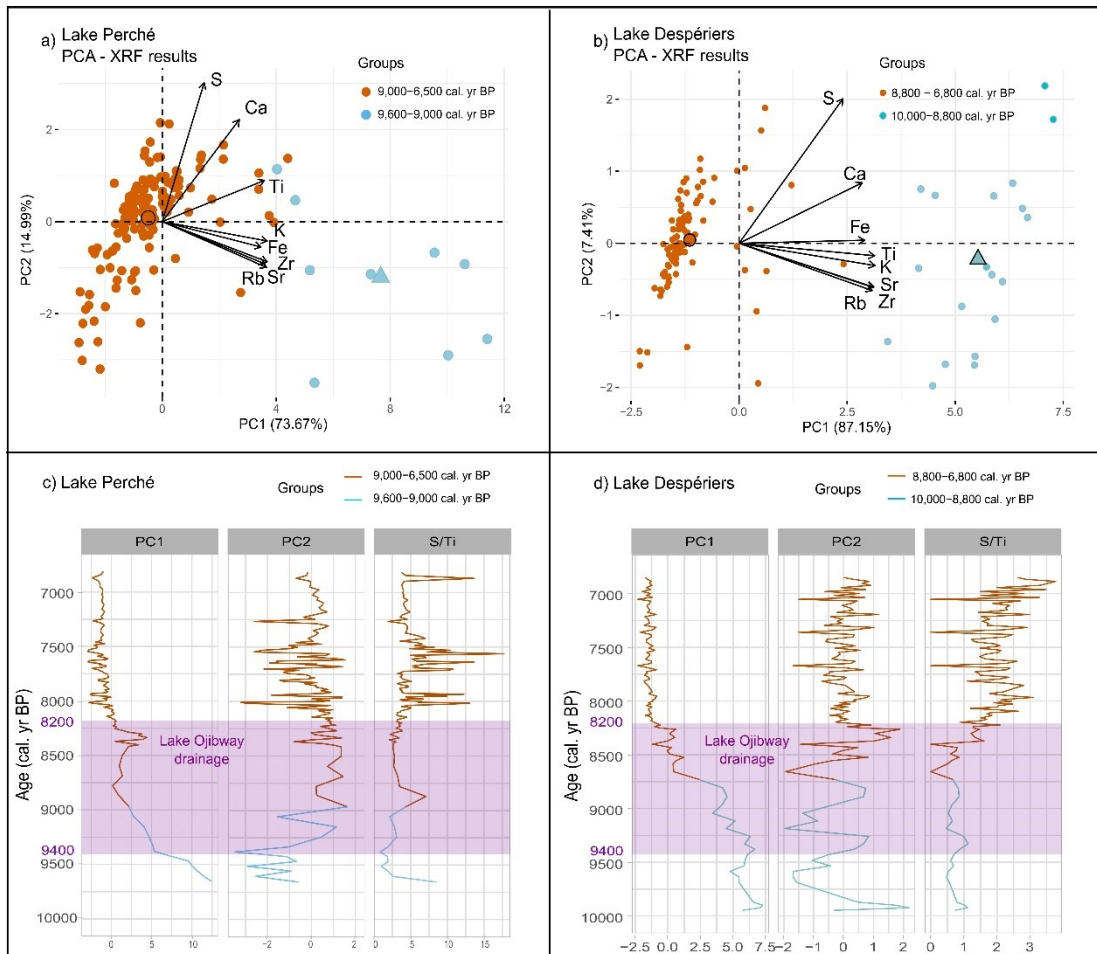 a) Lake Perché
PCA - XRF results
Groups
9,000−6,500 cal. yr BP
9,600−9,000 cal. yr BP
S
Ca
Ti
K
Fe
Zr
Rb Sr
PC2 (14.99%)
2
0
−2
0 4 8 12
PC1 (73.67%)
b) Lake Despériers
PCA - XRF results
Groups
8,800 − 6,800 cal. yr BP
10,000−8,800 cal. yr BP
S
Ca
Fe
Ti
K
Sr
Rb Zr
PC2 (7.41%)
2
1
0
−1
−2
−2.5 0.0 2.5 5.0 7.5
PC1 (87.15%)
c) Lake Perché
Groups
9,000−6,500 cal. yr BP
9,600−9,000 cal. yr BP
PC1 PC2 S/Ti
Age (cal. yr BP)
7000
7500
8000
8200
8500
9000
9400
9500
10000
Lake Ojibway
drainage
0 5 10 −2 0 2 0 5 10 15
d) Lake Despériers
Groups
8,800−6,800 cal. yr BP
10,000−8,800 cal. yr BP
PC1 PC2 S/Ti
Age (cal. yr BP)
7000
7500
8000
8200
8500
9000
9400
9500
10000
Lake Ojibway
drainage
−2.5 0 2.5 5.0 7.5 −2 −1 0 1 2 0 1 2 3